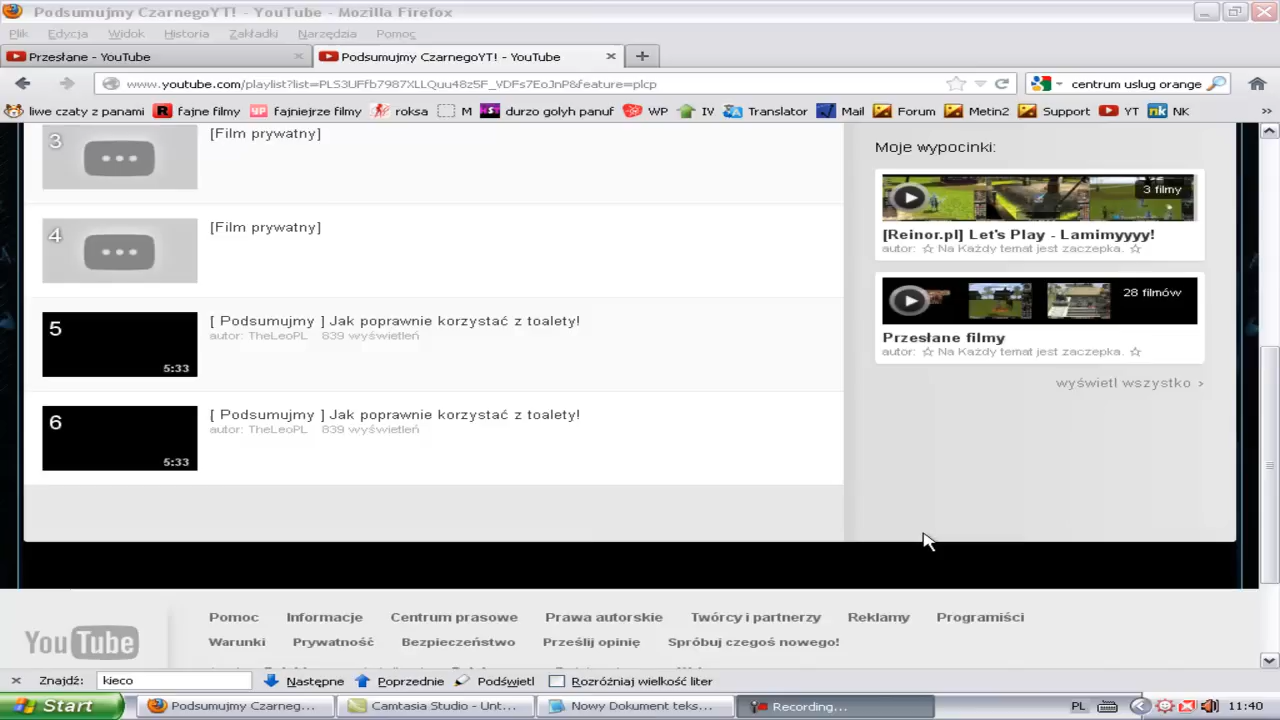 Podsumujmy CzarnegoYT! - YouTube - Mozilla Firefox
Plik Edycja Widok Historia Zakładki Narzędzia Pomoc
Przesłane - YouTube
Podsumujmy CzarnegoYT! - YouTube
www.youtube.com/playlist?list=PLS3UFfb7987XLLQuu48z5F_VDFs7EoJnP&feature=plcp
centrum uslug orange
liwe czaty z panami fajne filmy fajniejrze filmy roksa M durzo golyh panuf WP IV Translator Mail Forum Metin2 Support YT NK
3
[Film prywatny]
4
[Film prywatny]
5
5:33
[ Podsumujmy ] Jak poprawnie korzystać z toalety!
autor: TheLeoPL 839 wyświetleń
6
5:33
[ Podsumujmy ] Jak poprawnie korzystać z toalety!
autor: TheLeoPL 839 wyświetleń
Moje wypocinki:
3 filmy
[Reinor.pl] Let's Play - Lamimyyyy!
autor: ☆ Na Każdy temat jest zaczepka. ☆
28 filmów
Przesłane filmy
autor: ☆ Na Każdy temat jest zaczepka. ☆
wyświetl wszystko ›
YouTube
Pomoc Informacje Centrum prasowe Prawa autorskie Twórcy i partnerzy Reklamy Programiści
Warunki Prywatność Bezpieczeństwo Prześlij opinię Spróbuj czegoś nowego!
Znajdź: kieco Następne Poprzednie Podświetl Rozróżniaj wielkość liter
Start Podsumujmy Czarneg... Camtasia Studio - Unt... Nowy Dokument teks... Recording... PL 11:40